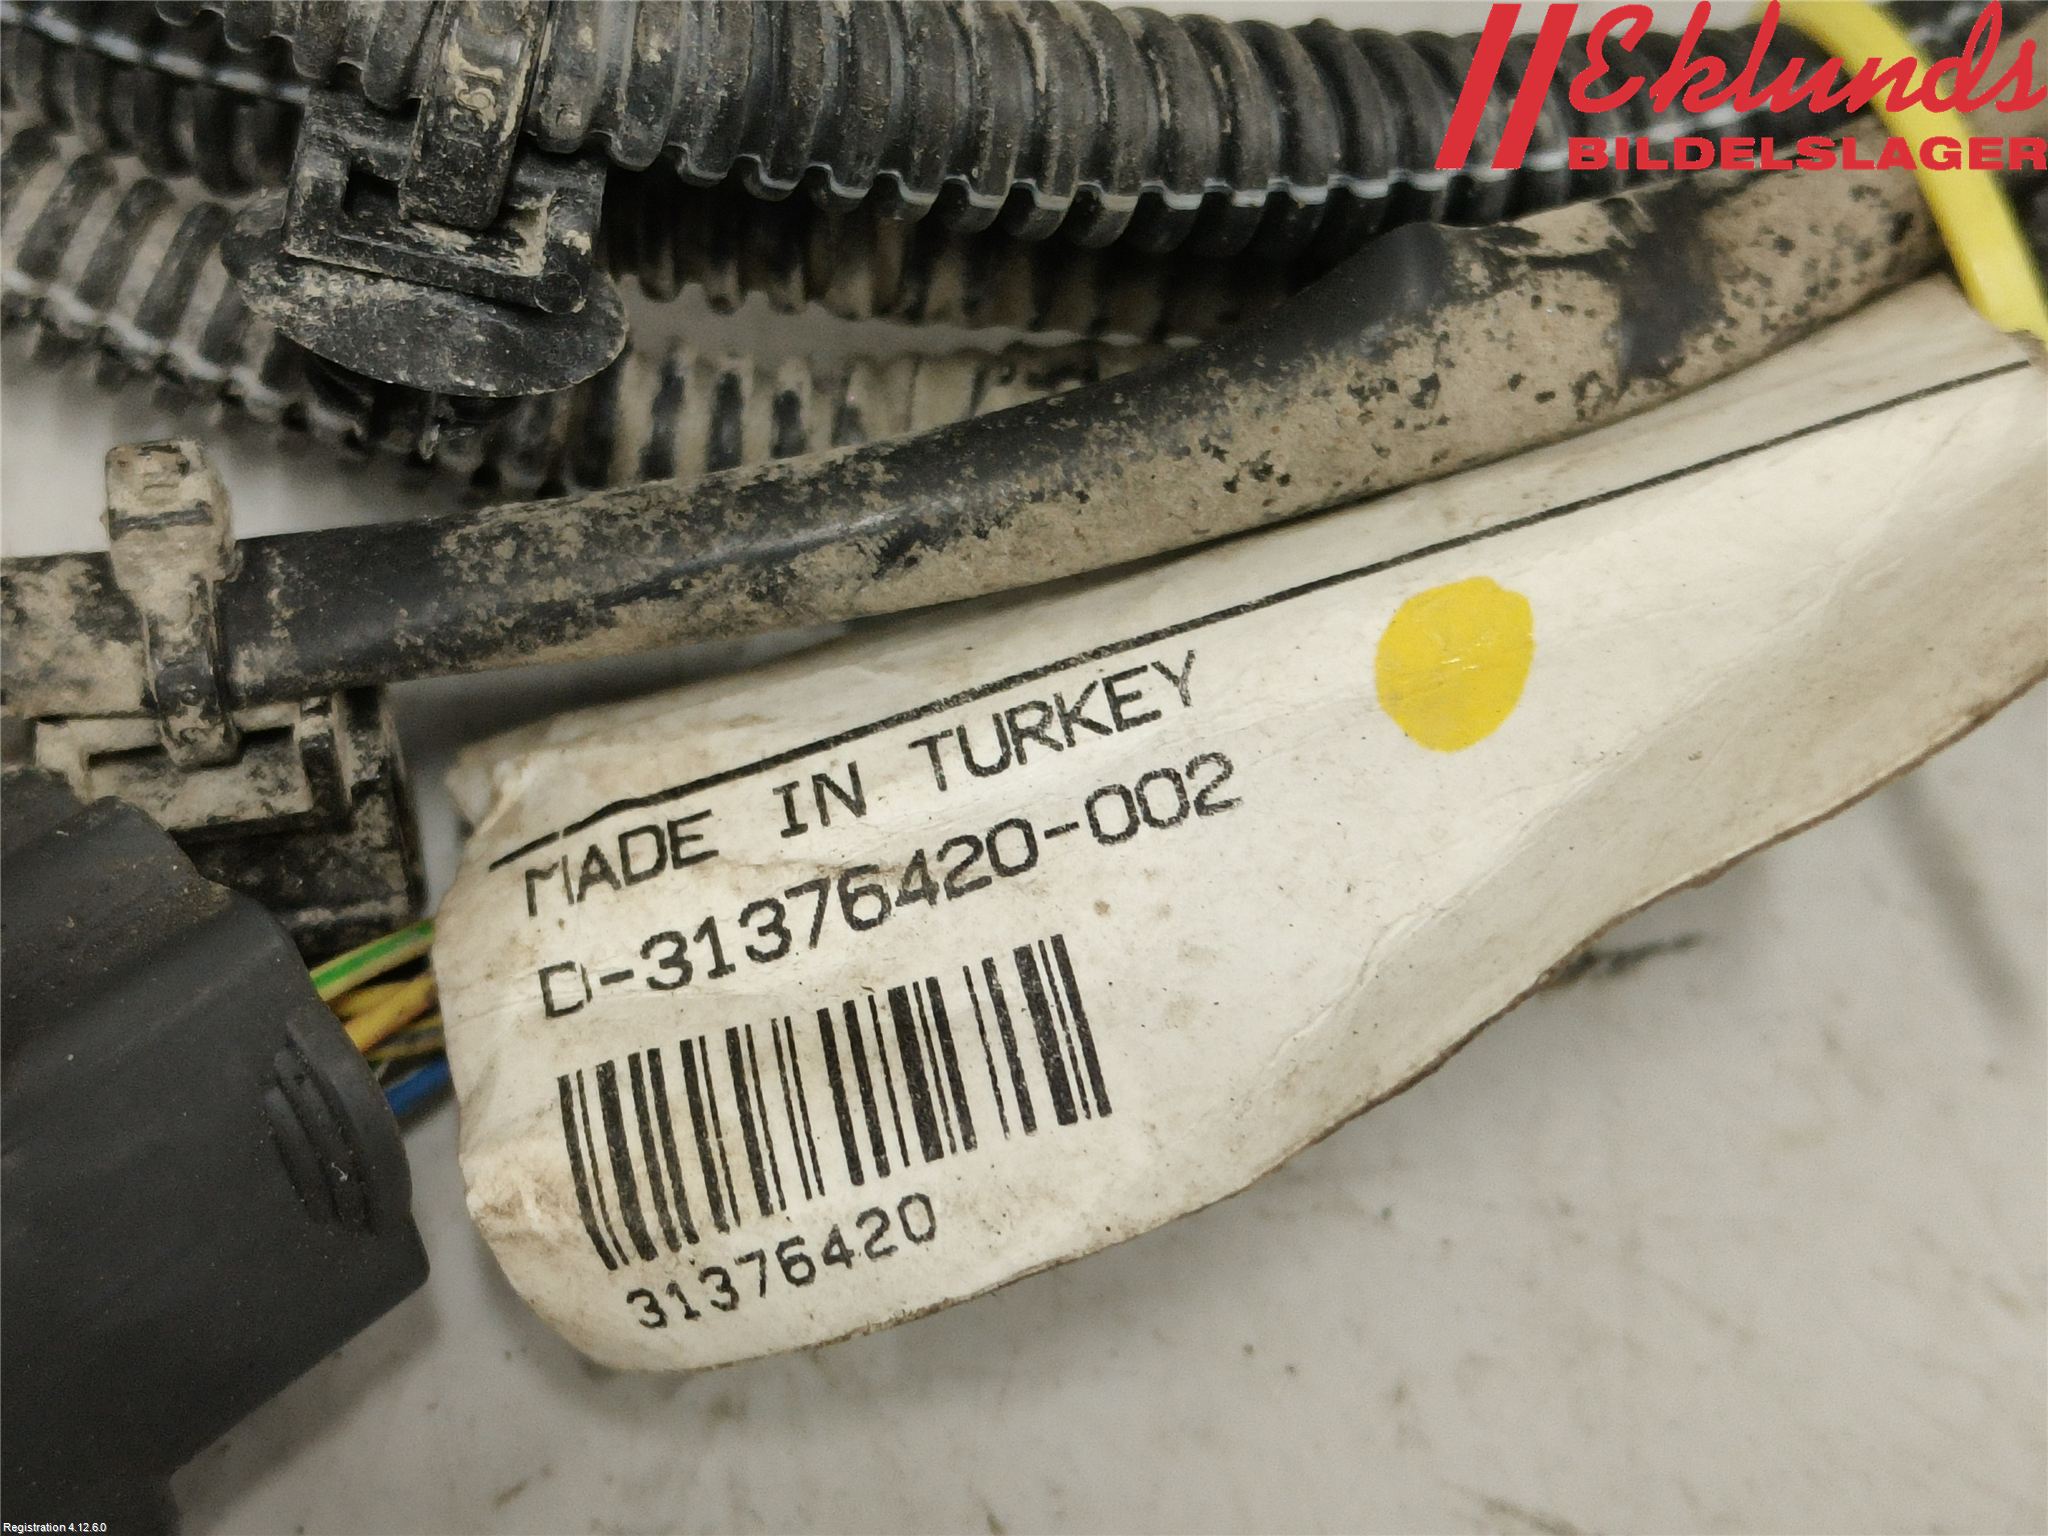 Eklunds
BILDELSLAGER
MADE IN TURKEY
D-31376420-002
31376420
Registration 4.12.6.0